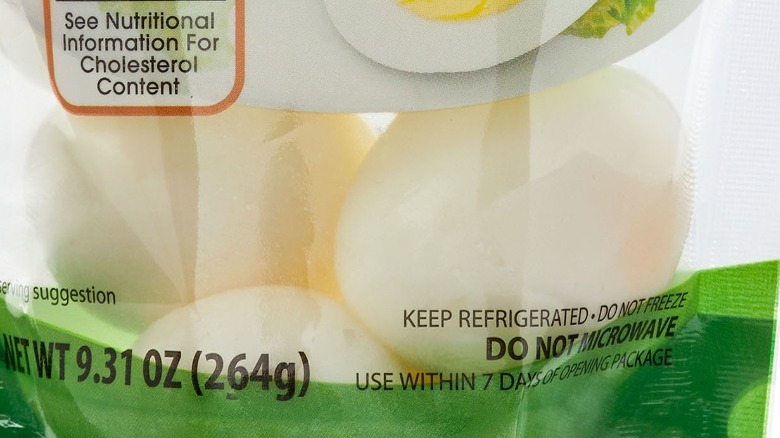 See Nutritional
Information For
Cholesterol
Content
serving suggestion
NET WT 9.31 OZ (264g)
KEEP REFRIGERATED • DO NOT FREEZE
DO NOT MICROWAVE
USE WITHIN 7 DAYS OF OPENING PACKAGE